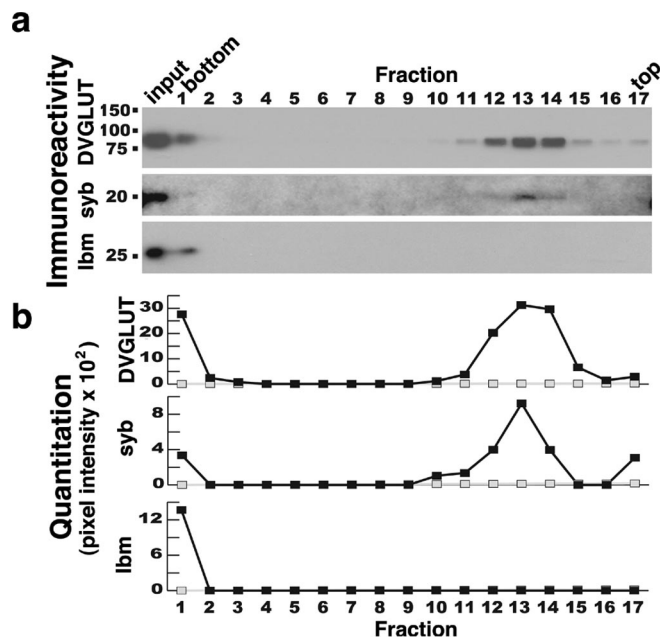 a
Immunoreactivity
input
bottom
Fraction
top
1 2 3 4 5 6 7 8 9 10 11 12 13 14 15 16 17
DVGLUT
150
100
75
syb
20
lbm
25
b
Quantitation
(pixel intensity x 10²)
DVGLUT
30
20
10
0
syb
8
4
0
lbm
12
6
0
1 2 3 4 5 6 7 8 9 10 11 12 13 14 15 16 17
Fraction